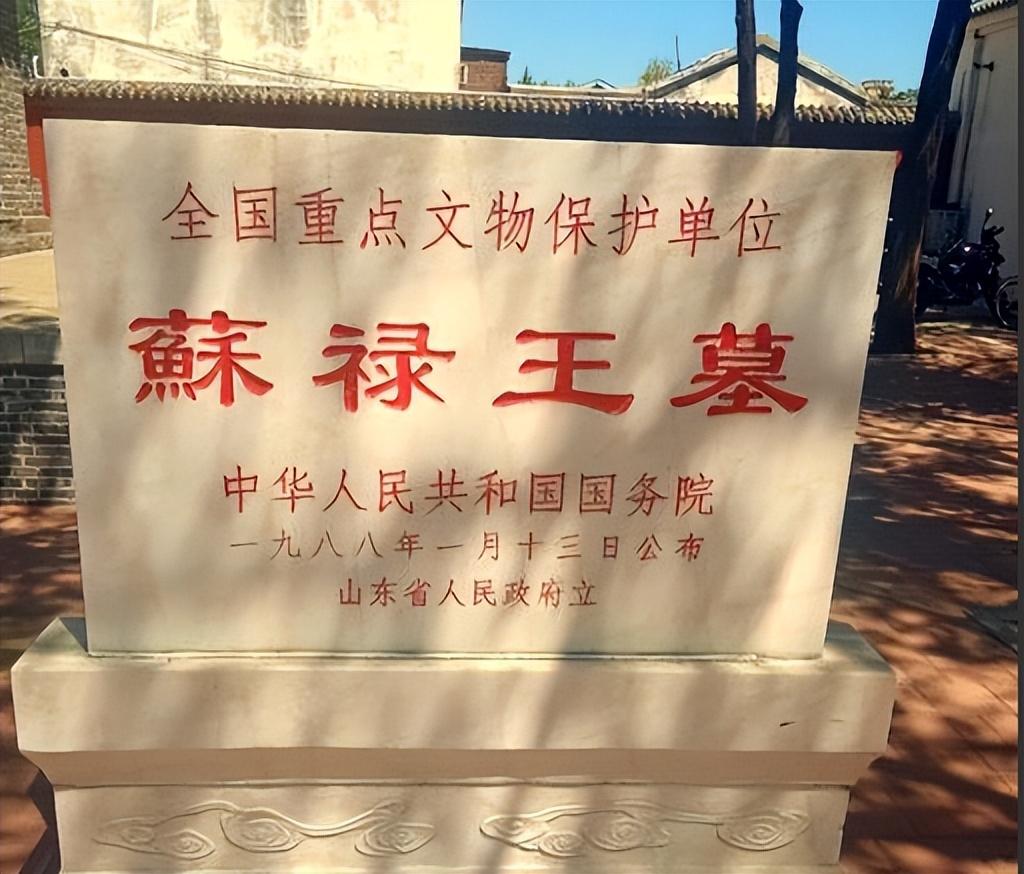 全国重点文物保护单位
蘇禄王墓
中华人民共和国国务院
一九八八年一月十三日公布
山东省人民政府立